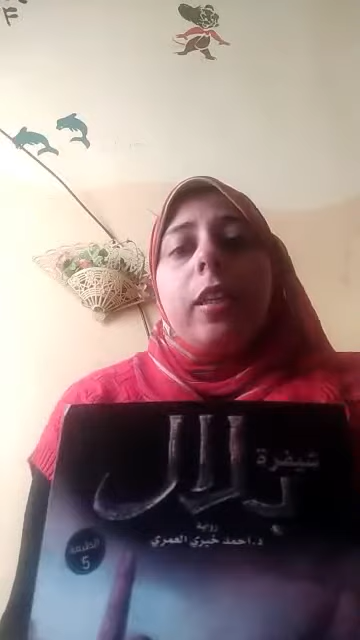 شيفرة
بلال
رواية
د. احمد خيري العمري
الطبعة
5